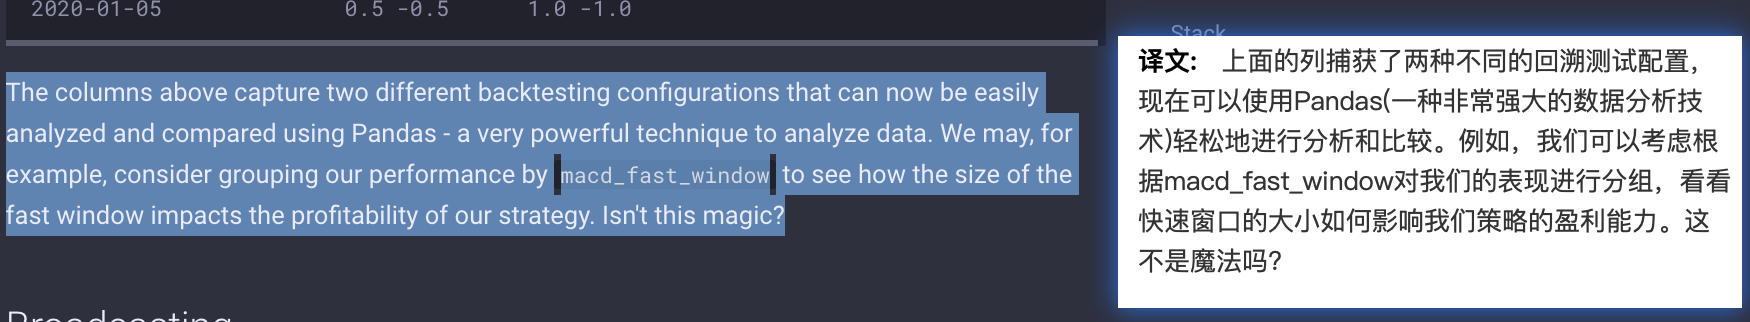 2020-01-05 0.5 -0.5 1.0 -1.0
The columns above capture two different backtesting configurations that can now be easily
analyzed and compared using Pandas - a very powerful technique to analyze data. We may, for
example, consider grouping our performance by macd_fast_window to see how the size of the
fast window impacts the profitability of our strategy. Isn't this magic?
Broadcasting
Stack
译文: 上面的列捕获了两种不同的回溯测试配置，
现在可以使用Pandas(一种非常强大的数据分析技
术)轻松地进行分析和比较。例如，我们可以考虑根
据macd_fast_window对我们的表现进行分组，看看
快速窗口的大小如何影响我们策略的盈利能力。这
不是魔法吗?